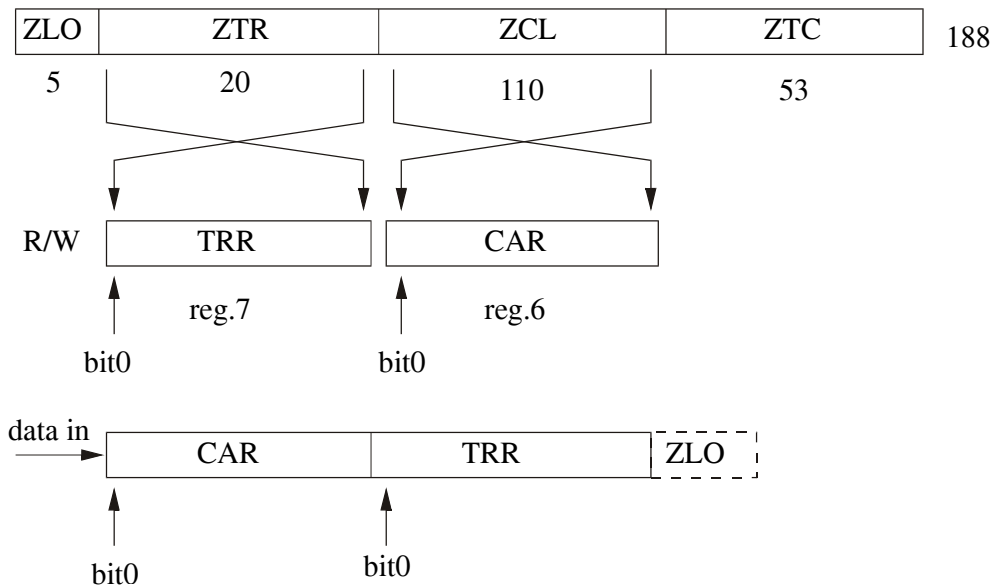 ZLO ZTR ZCL ZTC 188
5 20 110 53
R/W TRR CAR
reg.7 reg.6
bit0 bit0
data in CAR TRR ZLO
bit0 bit0